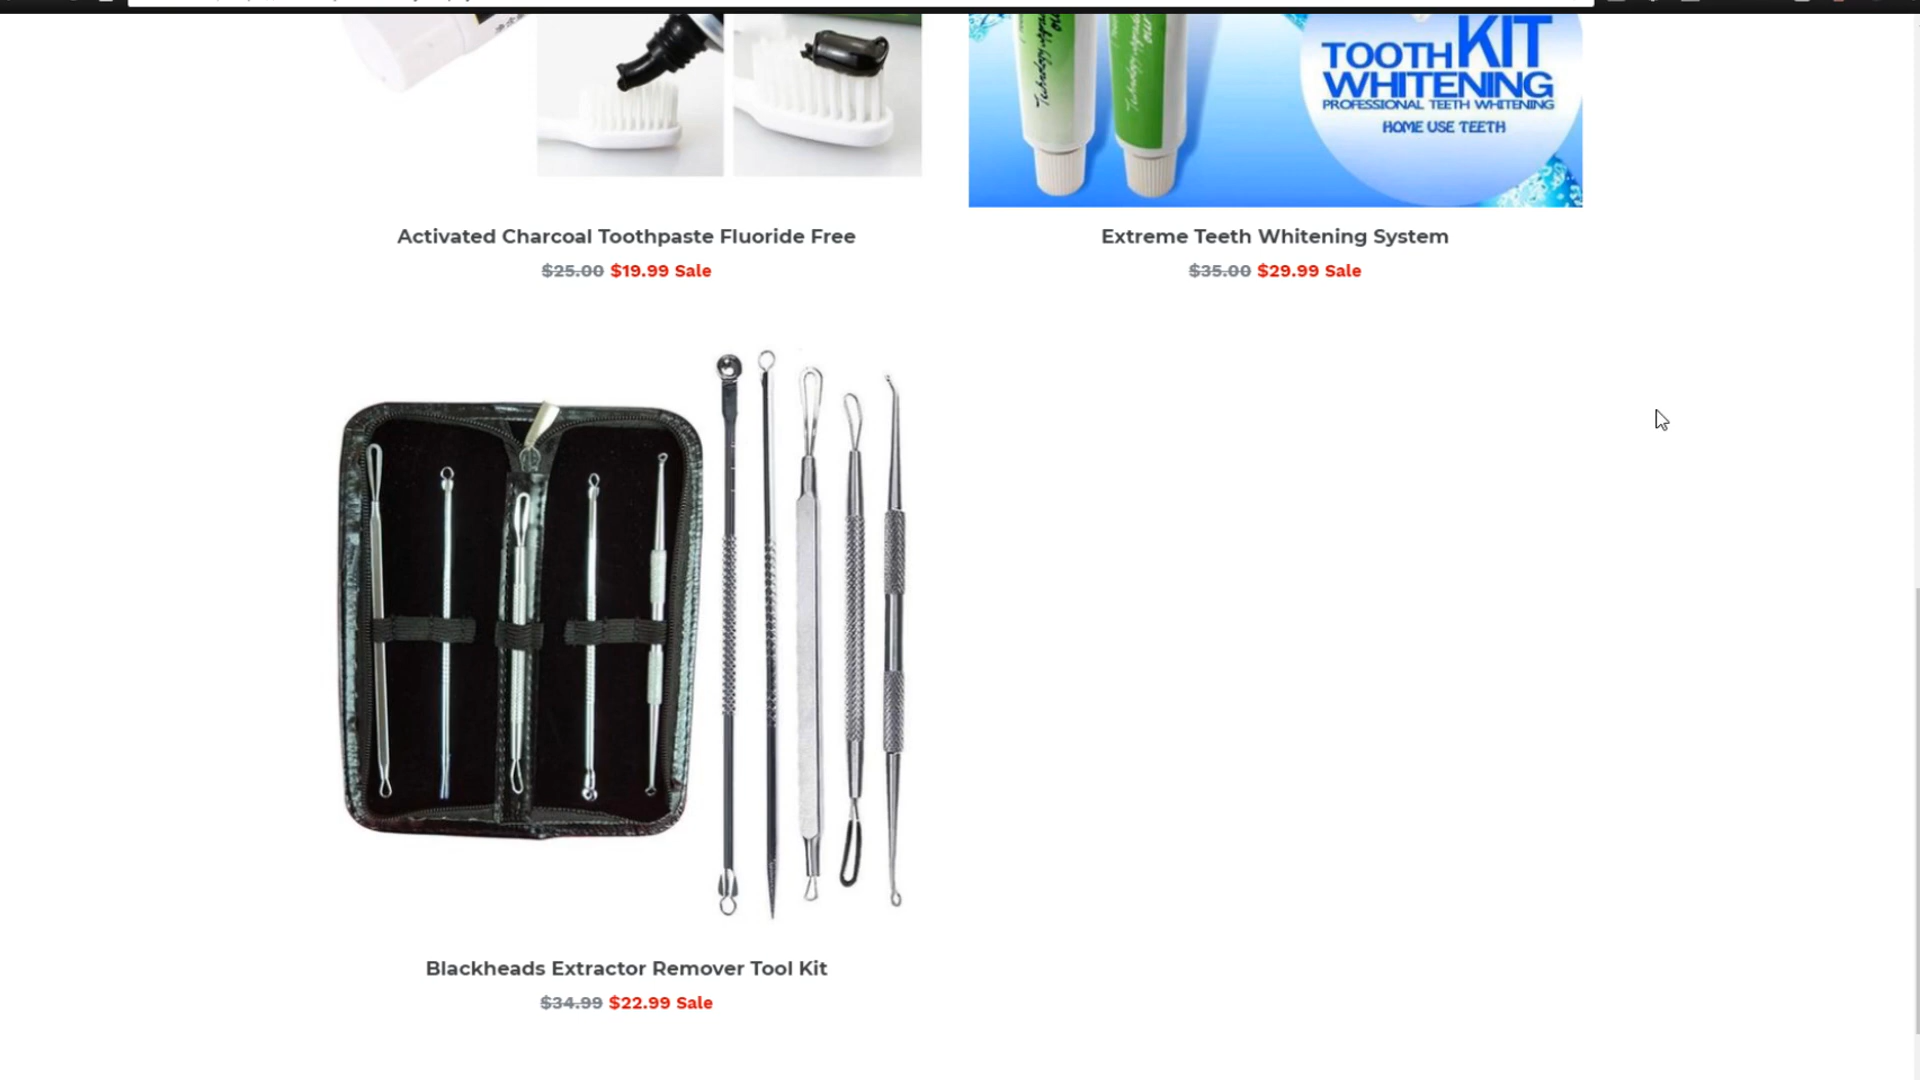 TOOTH KIT
WHITENING
PROFESSIONAL TEETH WHITENING
HOME USE TEETH
Activated Charcoal Toothpaste Fluoride Free
$25.00 $19.99 Sale
Extreme Teeth Whitening System
$35.00 $29.99 Sale
Blackheads Extractor Remover Tool Kit
$34.99 $22.99 Sale